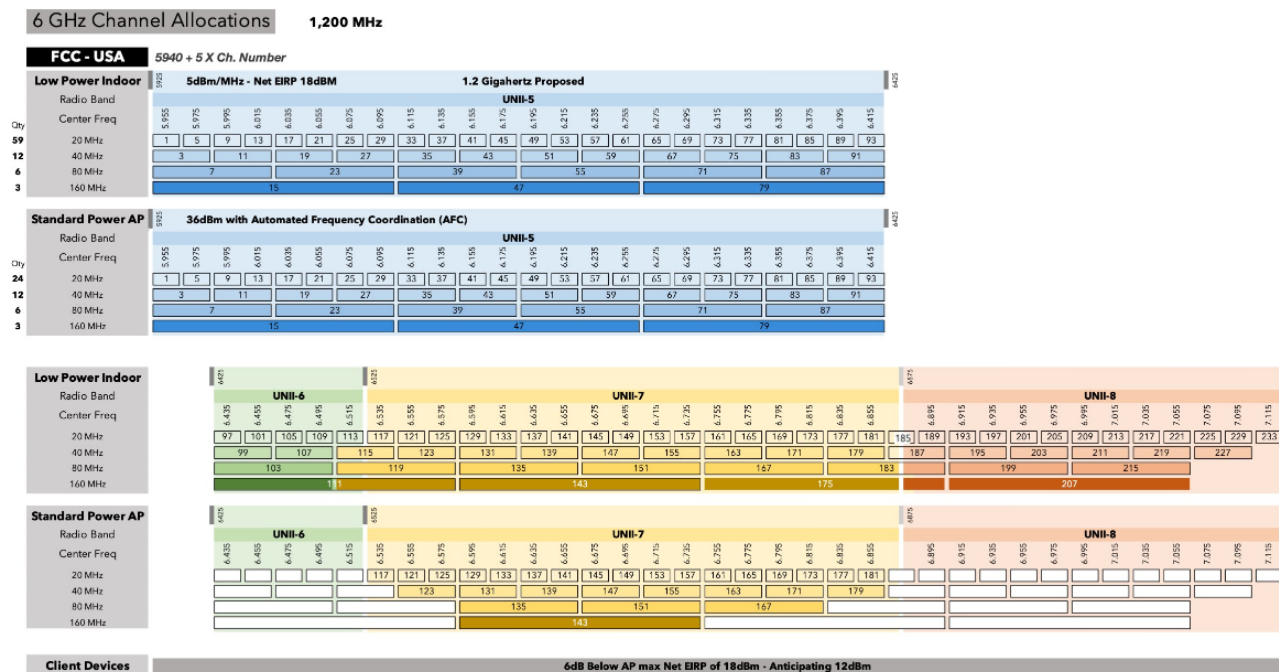 6 GHz Channel Allocations 1,200 MHz
FCC - USA 5940 + 5 X Ch. Number
Low Power Indoor 5925 5dBm/MHz - Net EIRP 18dBM 1.2 Gigahertz Proposed 6425
Radio Band UNII-5
Qty Center Freq 5.955 5.975 5.995 6.015 6.035 6.055 6.075 6.095 6.115 6.135 6.155 6.175 6.195 6.215 6.235 6.255 6.275 6.295 6.315 6.335 6.355 6.375 6.395 6.415
59 20 MHz 1 5 9 13 17 21 25 29 33 37 41 45 49 53 57 61 65 69 73 77 81 85 89 93
12 40 MHz 3 11 19 27 35 43 51 59 67 75 83 91
6 80 MHz 7 23 39 55 71 87
3 160 MHz 15 47 79
Standard Power AP 5925 36dBm with Automated Frequency Coordination (AFC) 6425
Radio Band UNII-5
Qty Center Freq 5.955 5.975 5.995 6.015 6.035 6.055 6.075 6.095 6.115 6.135 6.155 6.175 6.195 6.215 6.235 6.255 6.275 6.295 6.315 6.335 6.355 6.375 6.395 6.415
24 20 MHz 1 5 9 13 17 21 25 29 33 37 41 45 49 53 57 61 65 69 73 77 81 85 89 93
12 40 MHz 3 11 19 27 35 43 51 59 67 75 83 91
6 80 MHz 7 23 39 55 71 87
3 160 MHz 15 47 79
Low Power Indoor 6425 6525 6875
Radio Band UNII-6 UNII-7 UNII-8
Center Freq 6.435 6.455 6.475 6.495 6.515 6.535 6.555 6.575 6.595 6.615 6.635 6.655 6.675 6.695 6.715 6.735 6.755 6.775 6.795 6.815 6.835 6.855 6.895 6.915 6.935 6.955 6.975 6.995 7.015 7.035 7.055 7.075 7.095 7.115
20 MHz 97 101 105 109 113 117 121 125 129 133 137 141 145 149 153 157 161 165 169 173 177 181 185 189 193 197 201 205 209 213 217 221 225 229 233
40 MHz 99 107 115 123 131 139 147 155 163 171 179 187 195 203 211 219 227
80 MHz 103 119 135 151 167 183 199 215
160 MHz 111 143 175 207
Standard Power AP 6425 6525 6875
Radio Band UNII-6 UNII-7 UNII-8
Center Freq 6.435 6.455 6.475 6.495 6.515 6.535 6.555 6.575 6.595 6.615 6.635 6.655 6.675 6.695 6.715 6.735 6.755 6.775 6.795 6.815 6.835 6.855 6.895 6.915 6.935 6.955 6.975 6.995 7.015 7.035 7.055 7.075 7.095 7.115
20 MHz 117 121 125 129 133 137 141 145 149 153 157 161 165 169 173 177 181
40 MHz 123 131 139 147 155 163 171 179
80 MHz 135 151 167
160 MHz 143
Client Devices 6dB Below AP max Net EIRP of 18dBm - Anticipating 12dBm